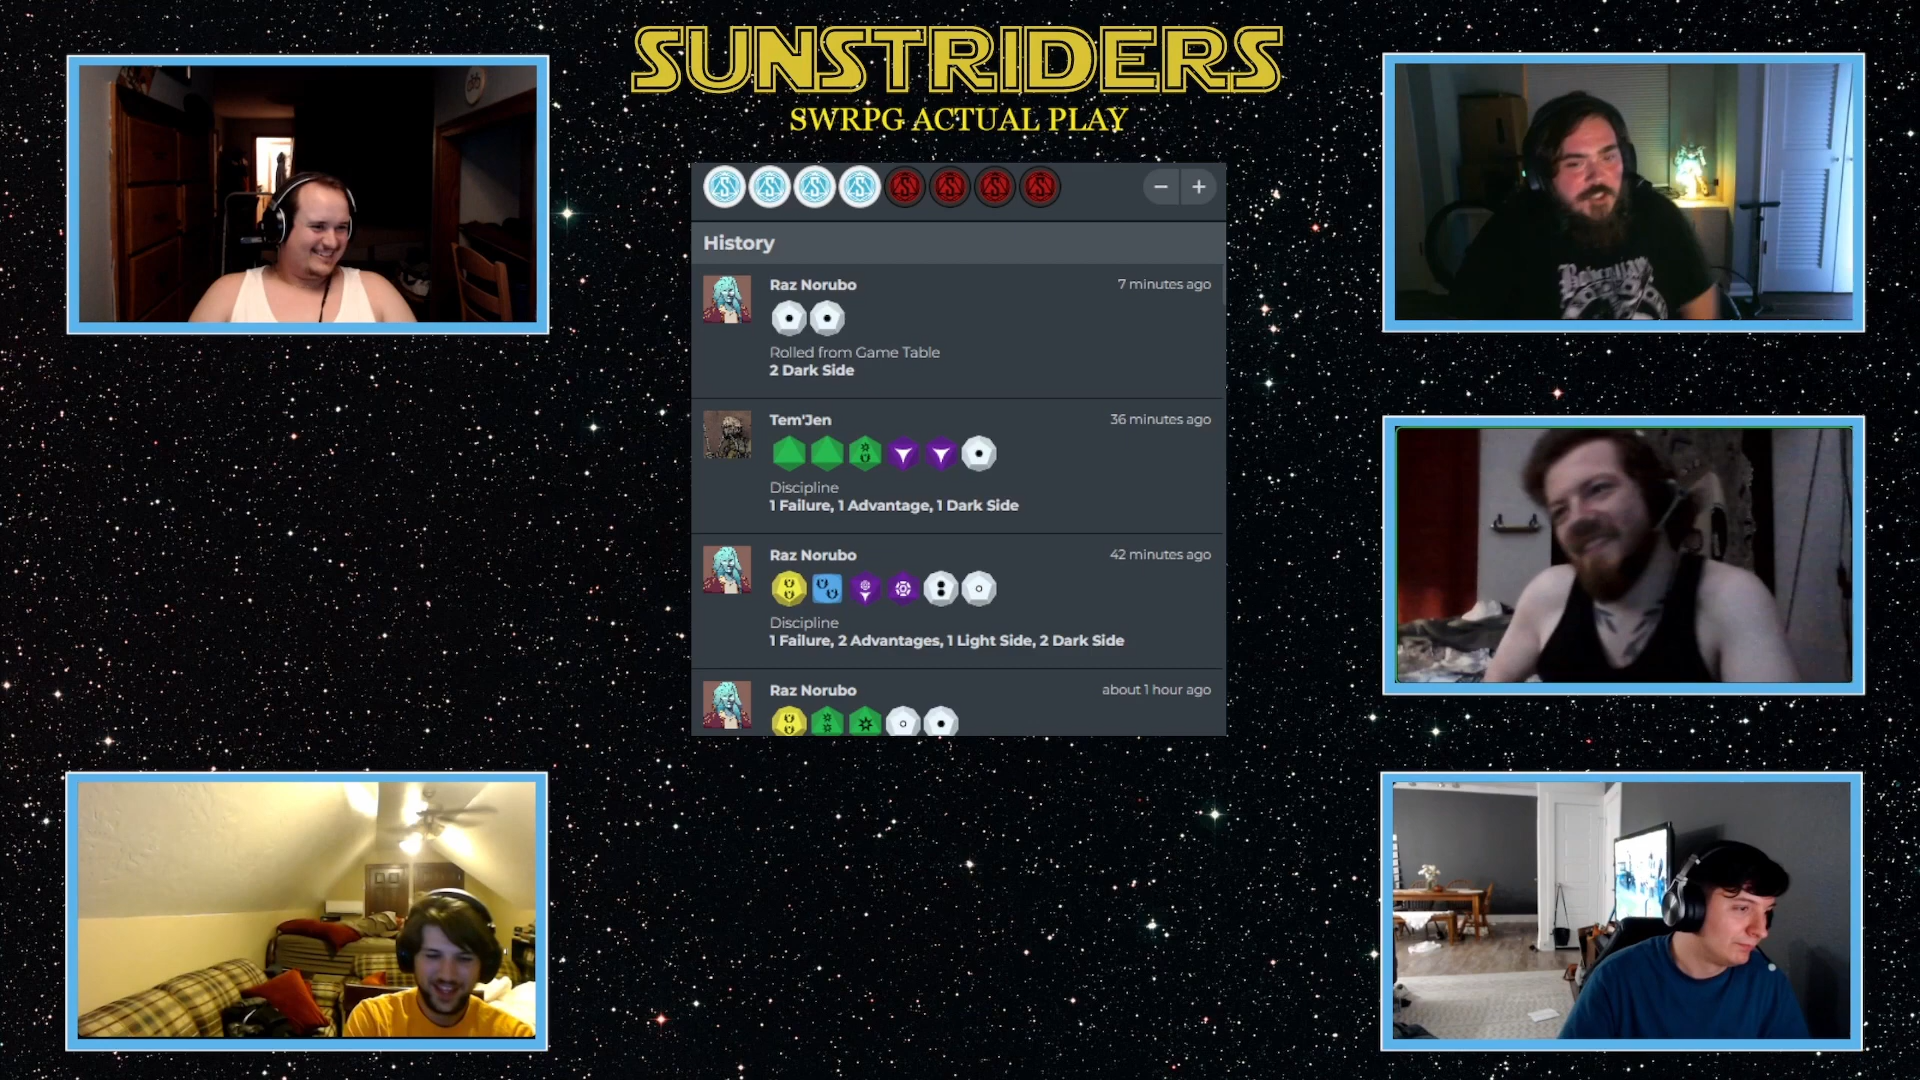 SUNSTRIDERS
SWRPG ACTUAL PLAY
History
Raz Norubo
7 minutes ago
Rolled from Game Table
2 Dark Side
Tem'Jen
36 minutes ago
Discipline
1 Failure, 1 Advantage, 1 Dark Side
Raz Norubo
42 minutes ago
Discipline
1 Failure, 2 Advantages, 1 Light Side, 2 Dark Side
Raz Norubo
about 1 hour ago